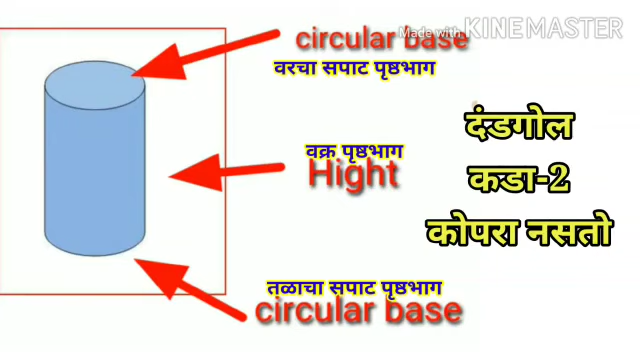 Made with KINEMASTER
circular base
वरचा सपाट पृष्ठभाग
वक्र पृष्ठभाग
Hight
तळाचा सपाट पृष्ठभाग
circular base
दंडगोल
कडा-2
कोपरा नसतो